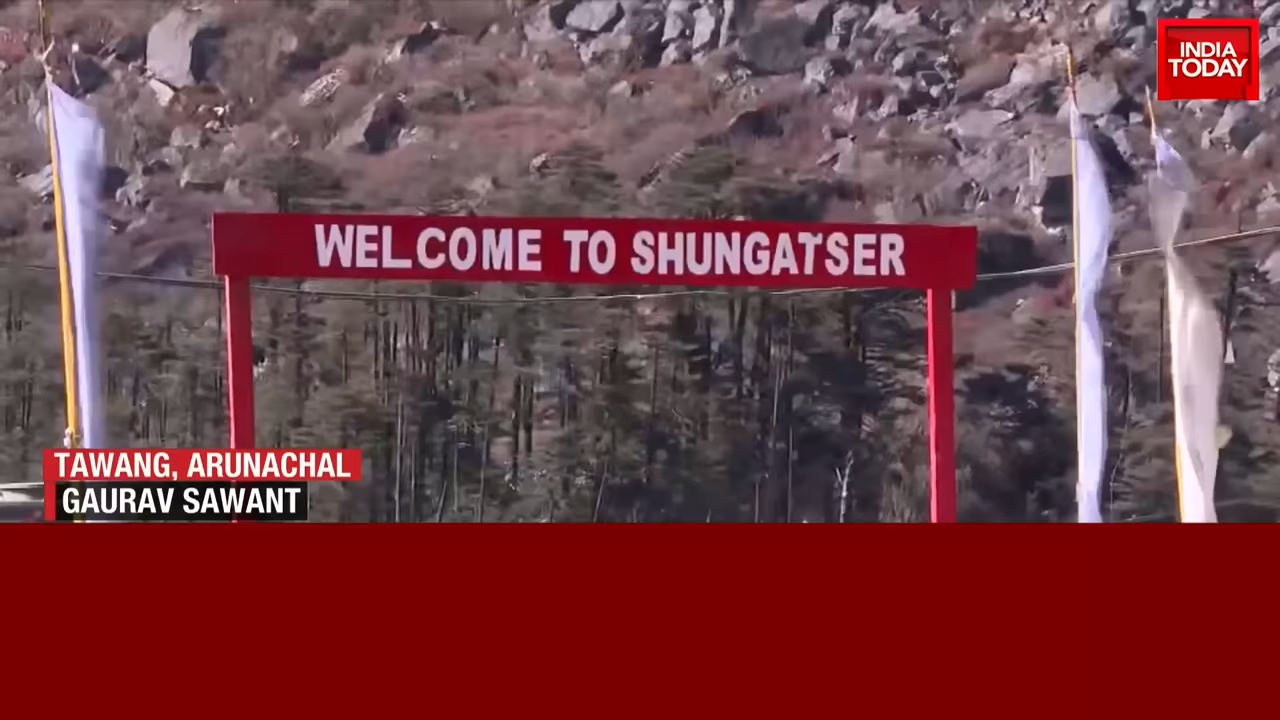 INDIA
TODAY
WELCOME TO SHUNGATSER
TAWANG, ARUNACHAL
GAURAV SAWANT